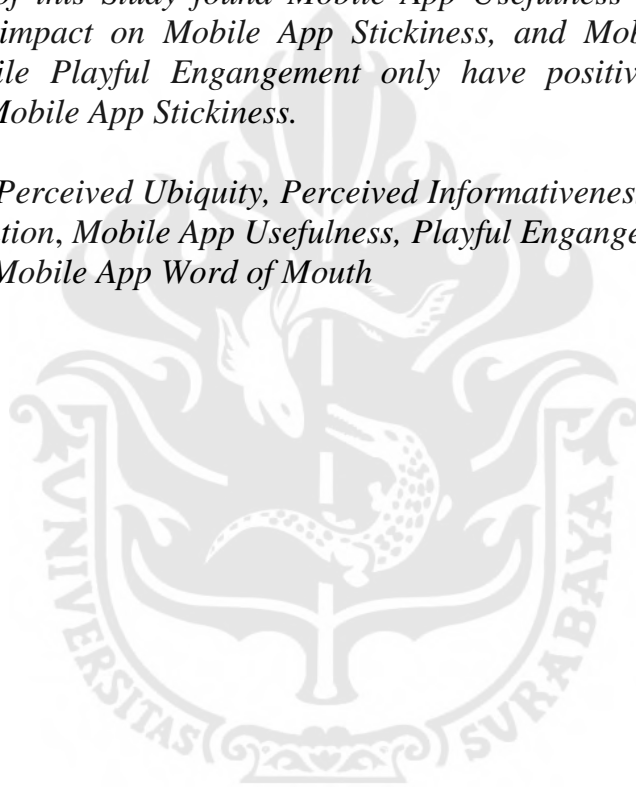 of this Study found Mobile App Usefulness
impact on Mobile App Stickiness, and Mob
ile Playful Engangement only have positiv
Mobile App Stickiness.
Perceived Ubiquity, Perceived Informativenes
tion, Mobile App Usefulness, Playful Engange
Mobile App Word of Mouth
UNIVERSITAS SURABAYA